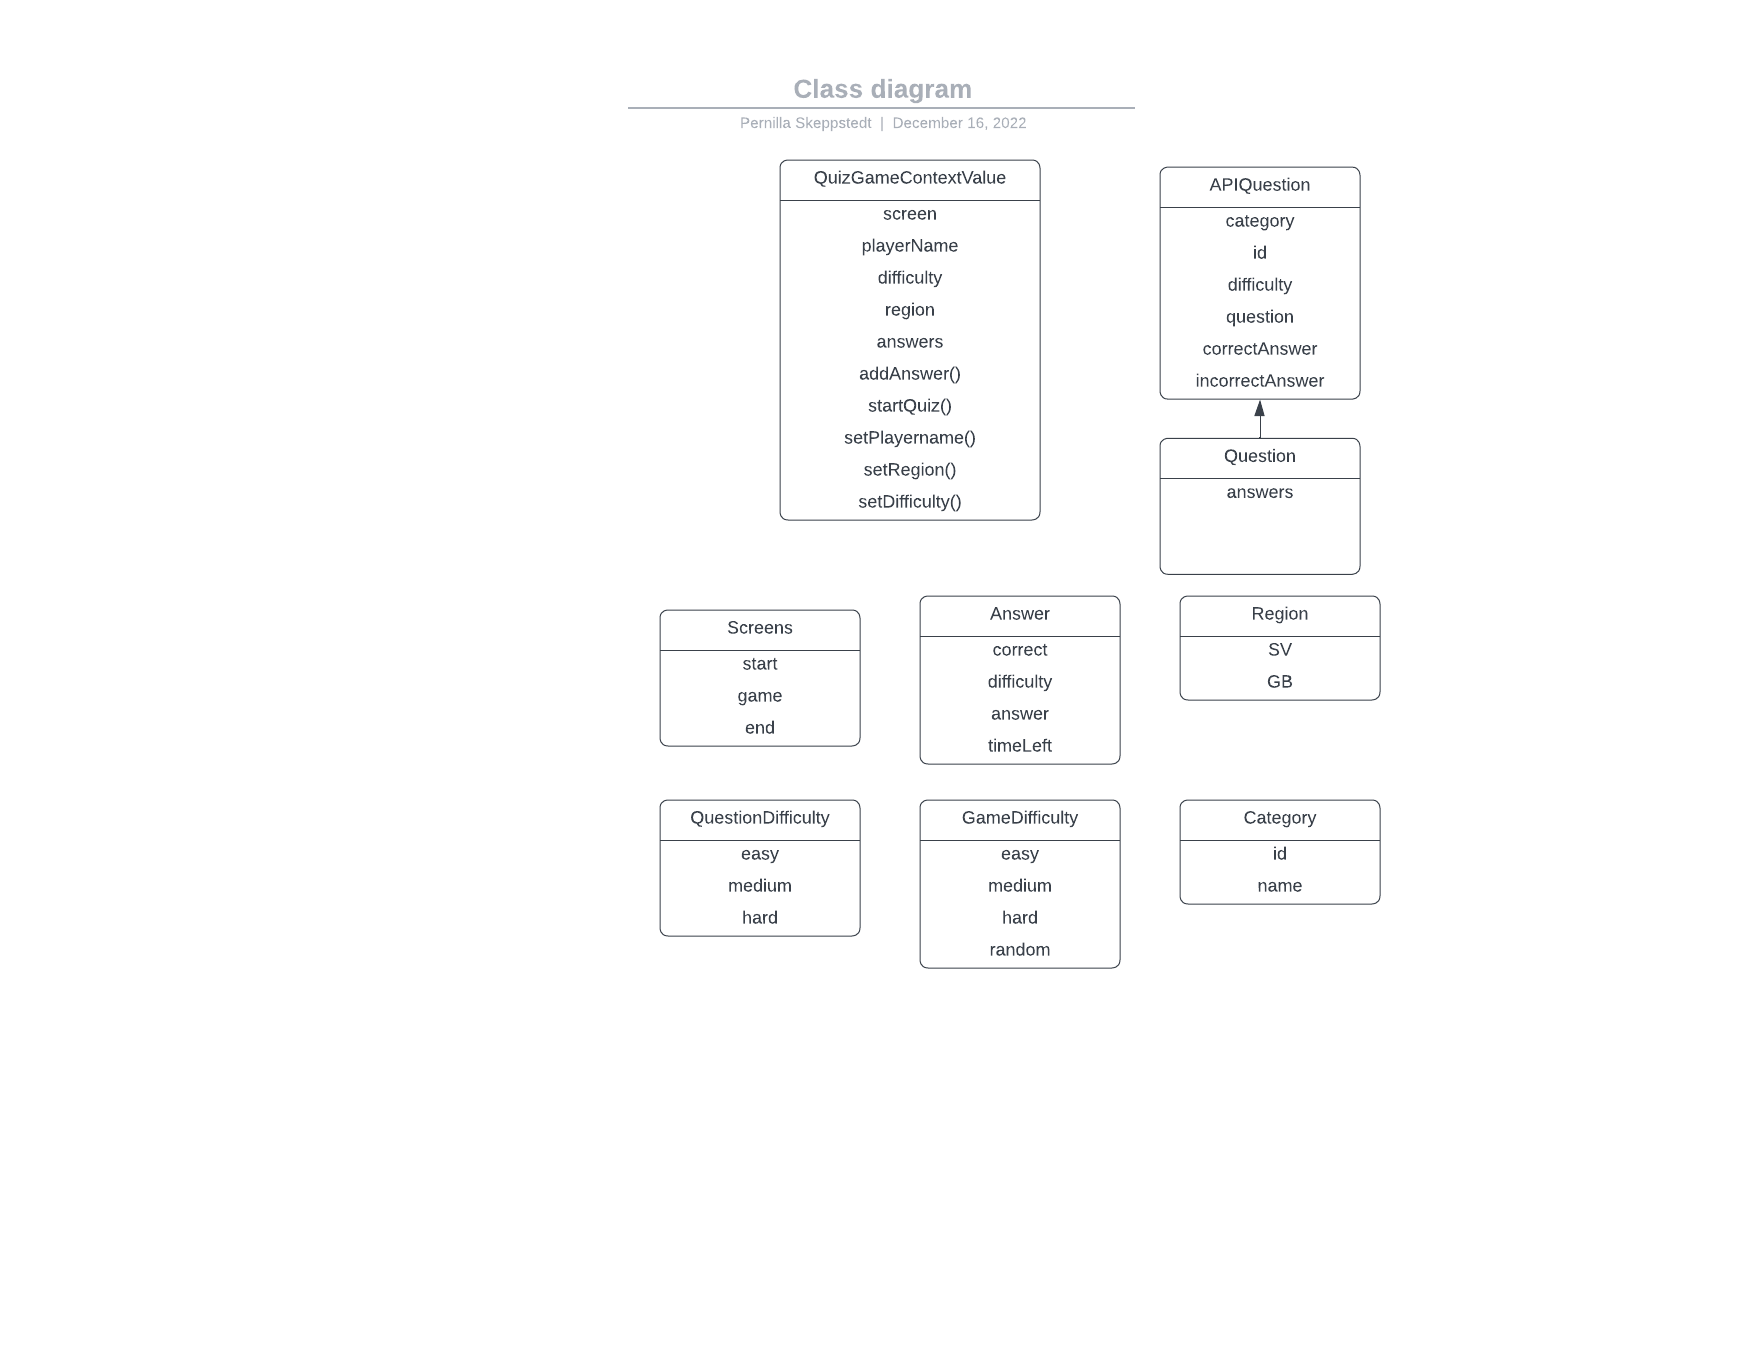 Class diagram
Pernilla Skeppstedt | December 16, 2022
QuizGameContextValue
screen
playerName
difficulty
region
answers
addAnswer()
startQuiz()
setPlayername()
setRegion()
setDifficulty()
APIQuestion
category
id
difficulty
question
correctAnswer
incorrectAnswer
Question
answers
Screens
start
game
end
Answer
correct
difficulty
answer
timeLeft
Region
SV
GB
QuestionDifficulty
easy
medium
hard
GameDifficulty
easy
medium
hard
random
Category
id
name